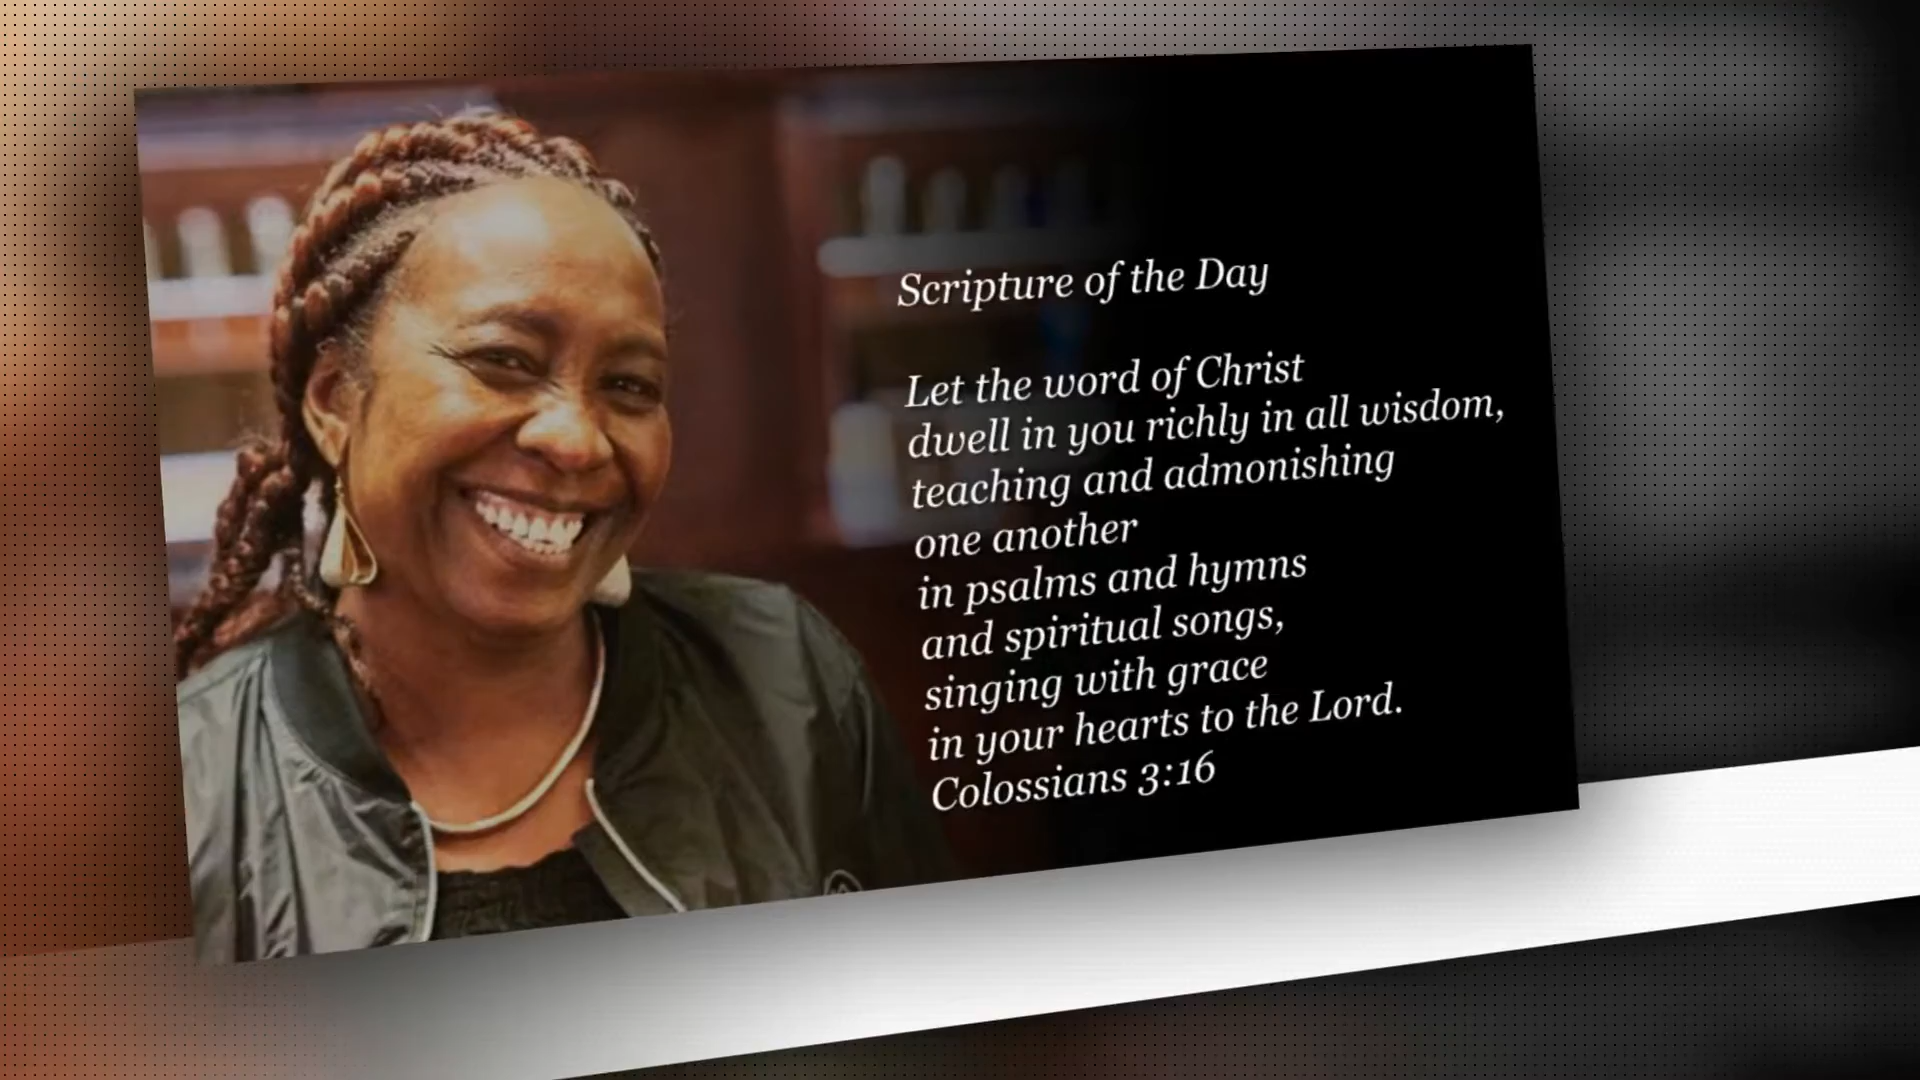 Scripture of the Day
Let the word of Christ
dwell in you richly in all wisdom,
teaching and admonishing
one another
in psalms and hymns
and spiritual songs,
singing with grace
in your hearts to the Lord.
Colossians 3:16